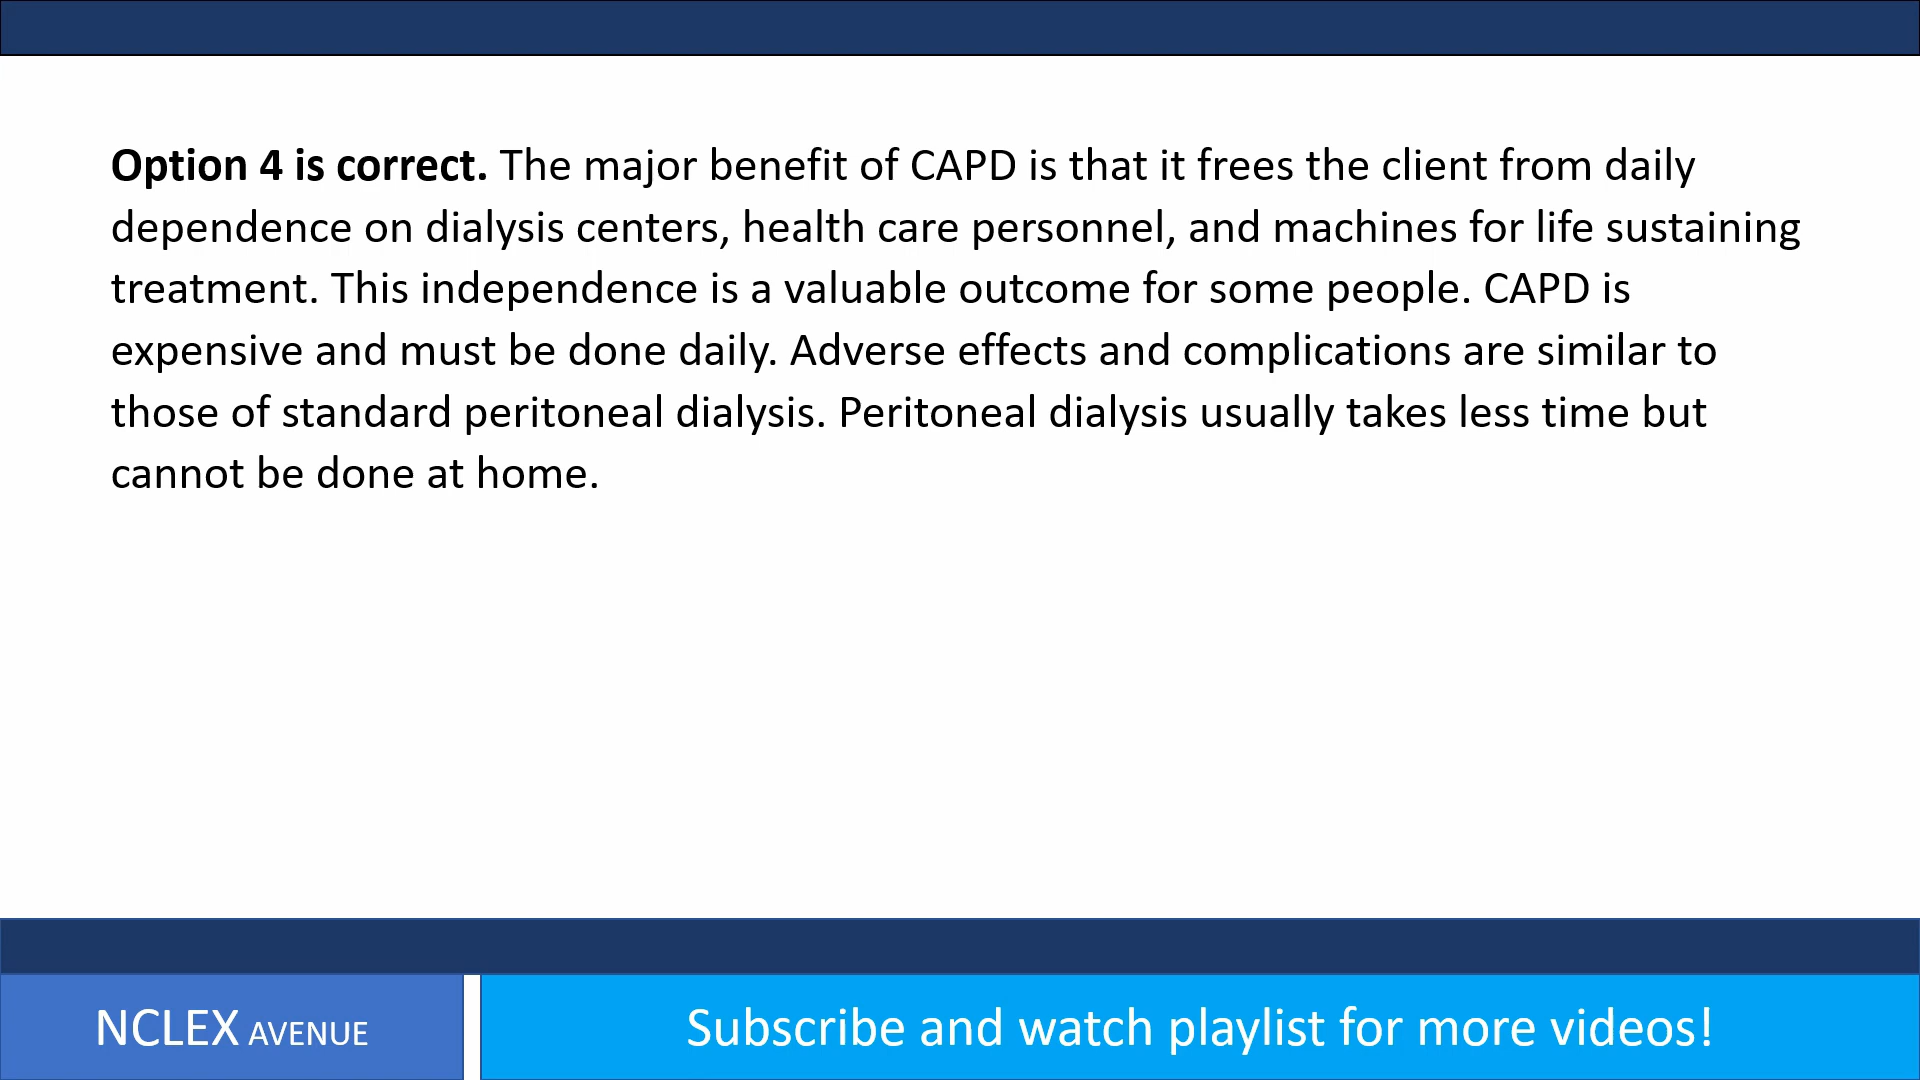 Option 4 is correct. The major benefit of CAPD is that it frees the client from daily
dependence on dialysis centers, health care personnel, and machines for life sustaining
treatment. This independence is a valuable outcome for some people. CAPD is
expensive and must be done daily. Adverse effects and complications are similar to
those of standard peritoneal dialysis. Peritoneal dialysis usually takes less time but
cannot be done at home.
NCLEX AVENUE
Subscribe and watch playlist for more videos!